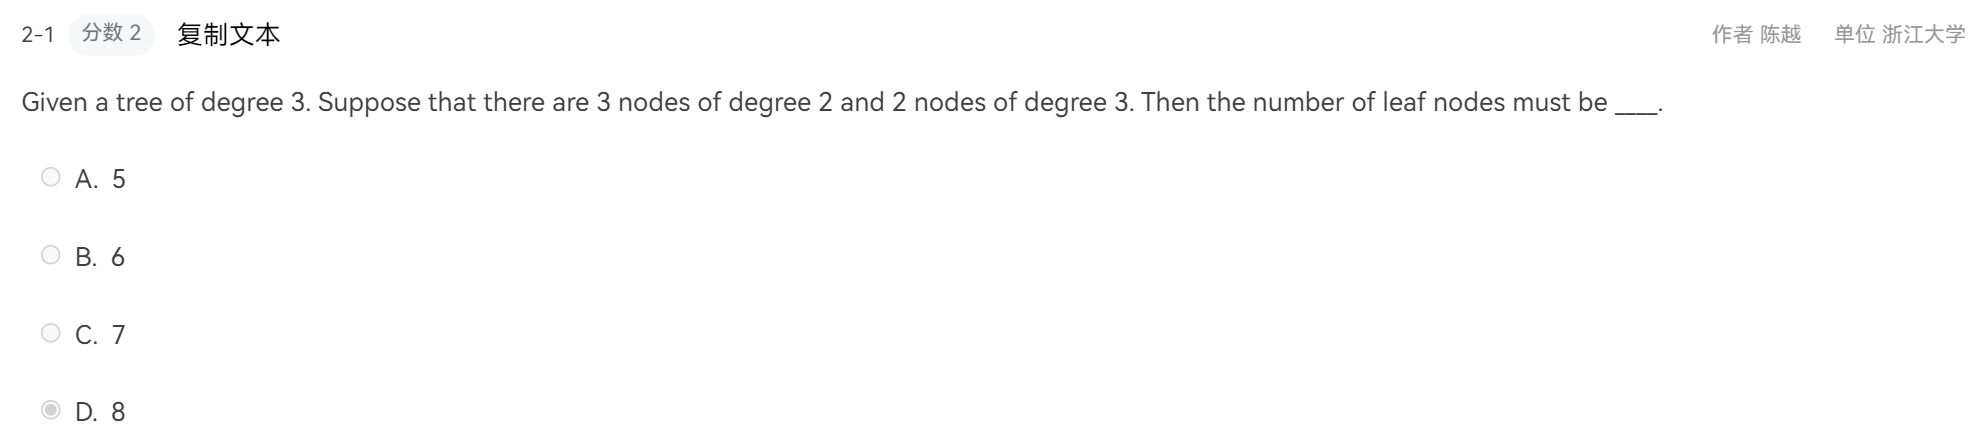 2-1 分数 2 复制文本 作者 陈越 单位 浙江大学
Given a tree of degree 3. Suppose that there are 3 nodes of degree 2 and 2 nodes of degree 3. Then the number of leaf nodes must be ____.
A. 5
B. 6
C. 7
D. 8